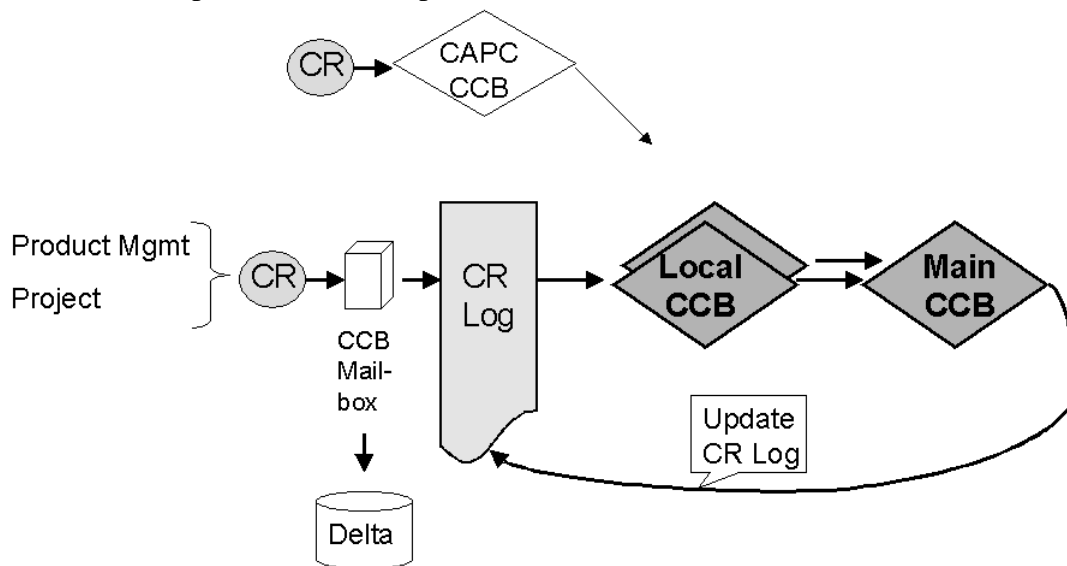 CR
CAPC
CCB
Product Mgmt
Project
CR
CCB
Mail-
box
CR
Log
Local
CCB
Main
CCB
Update
CR Log
Delta